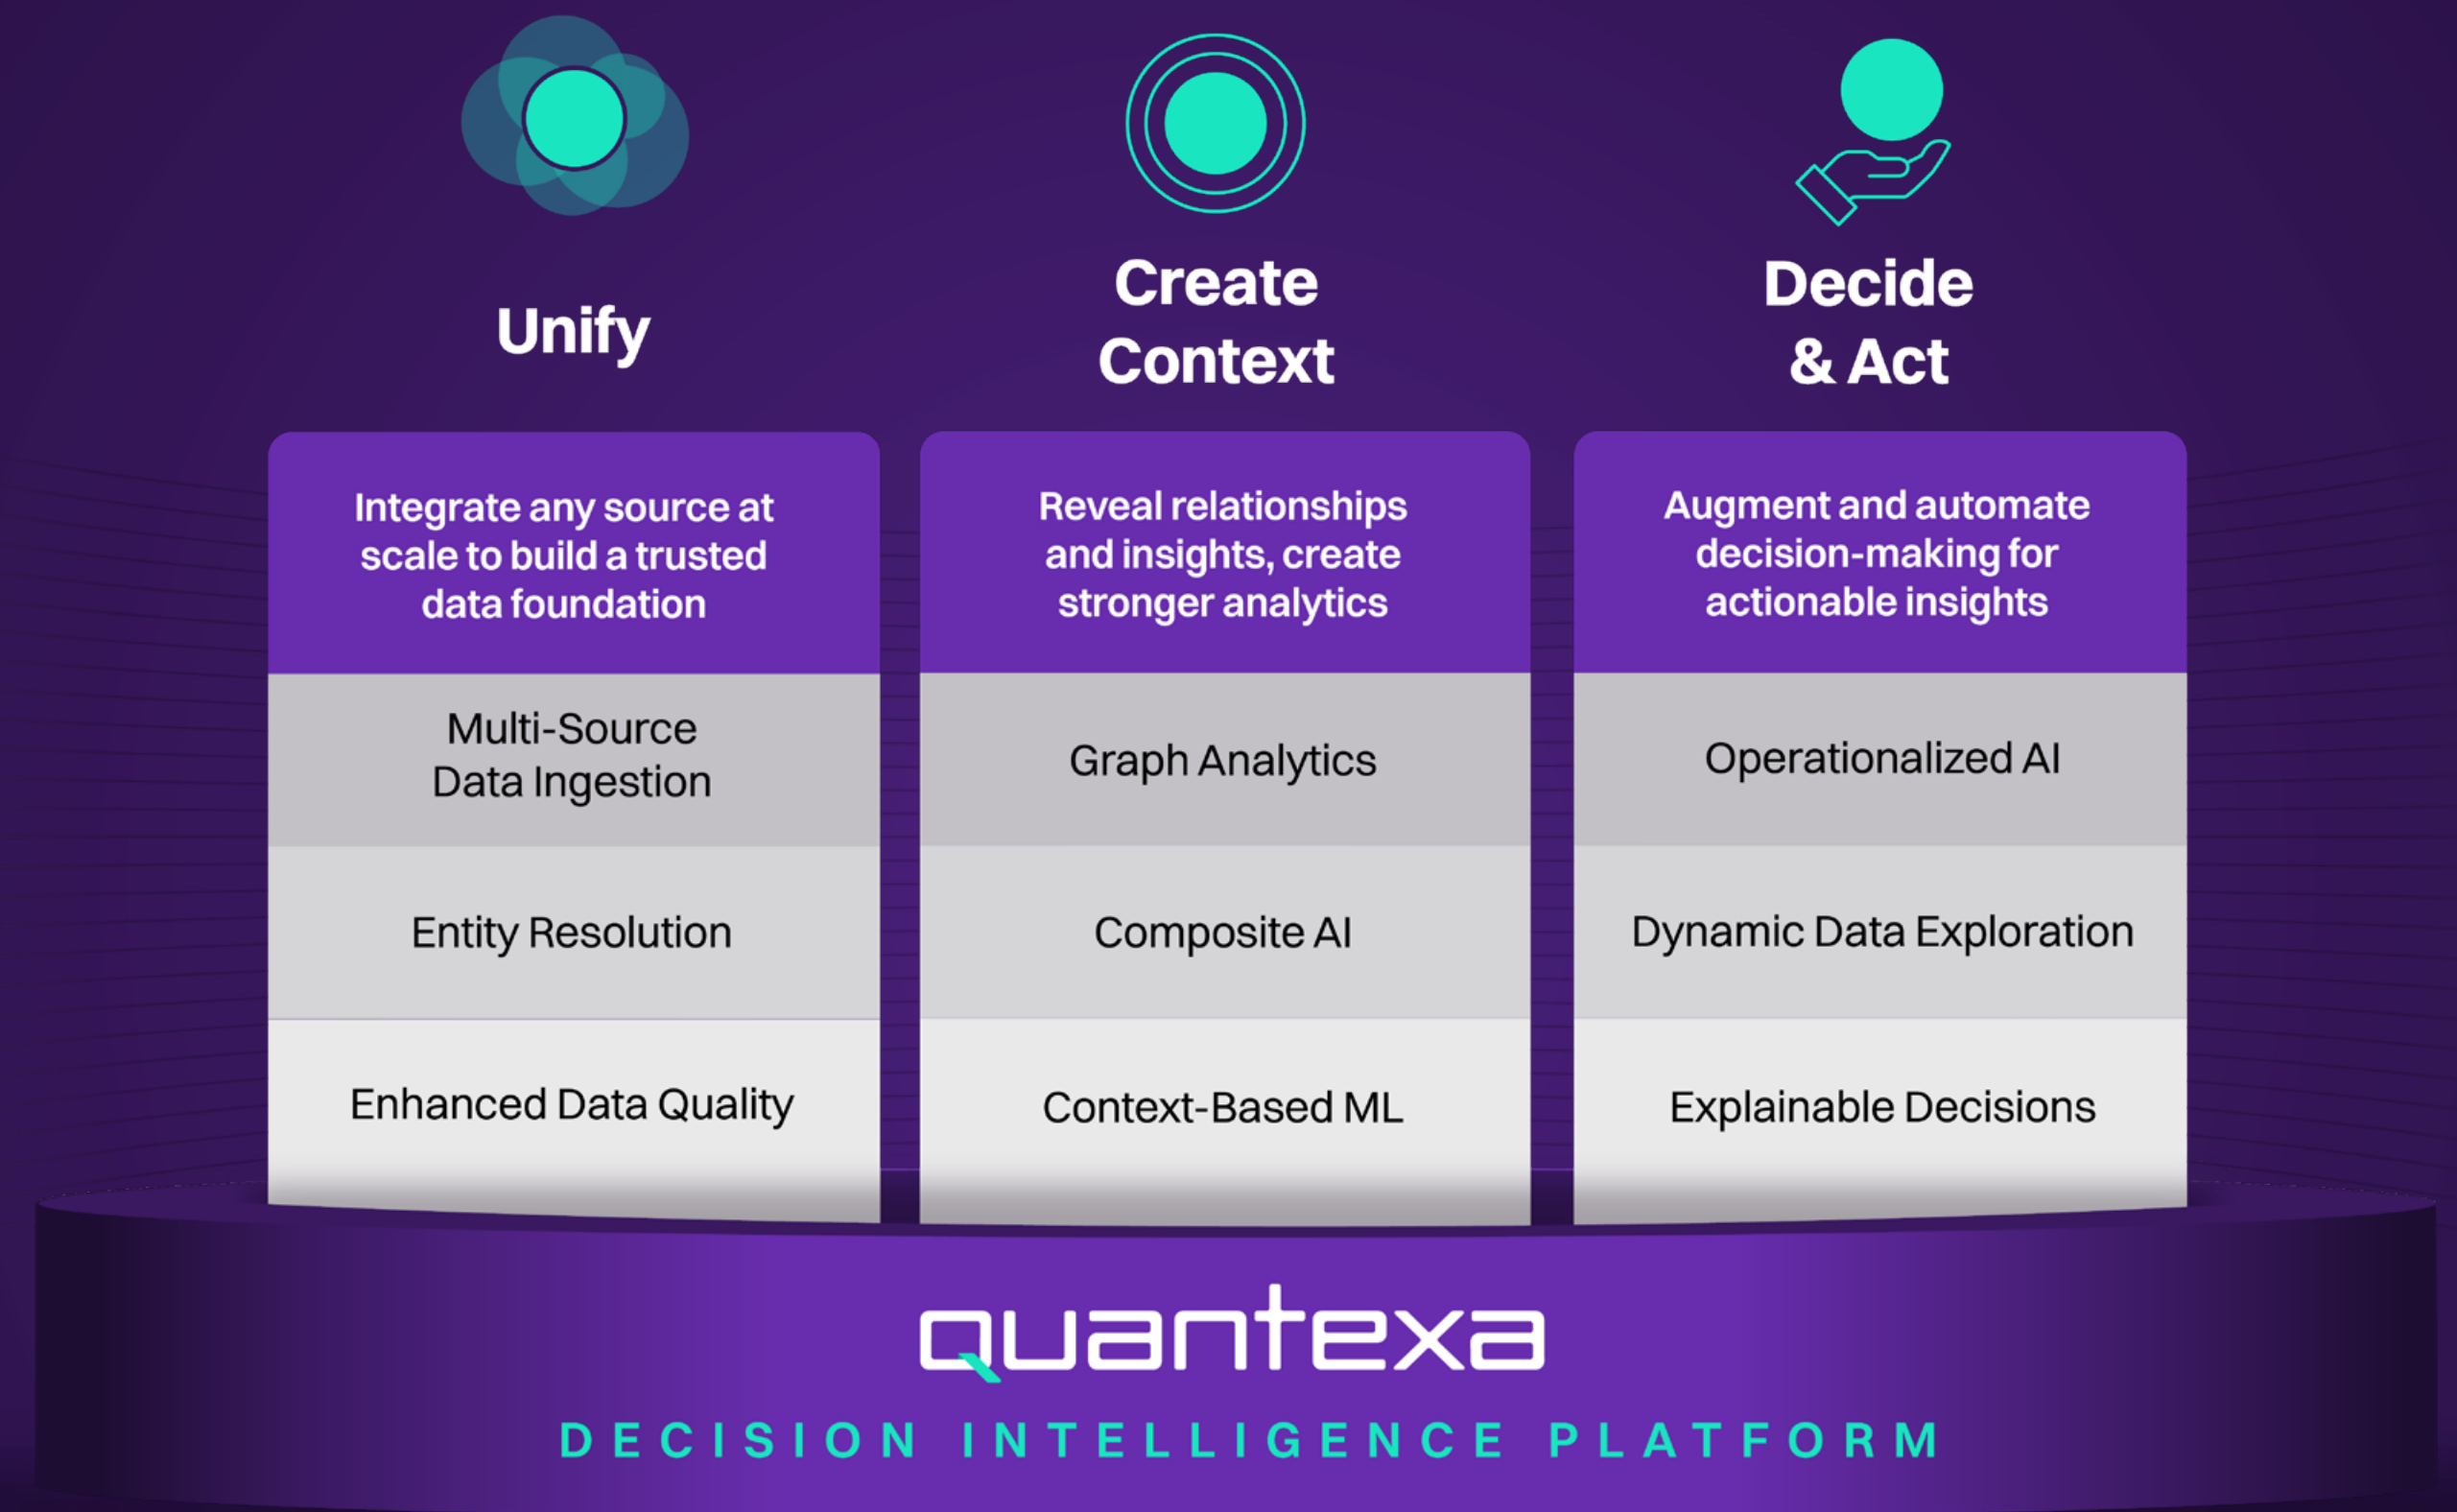 Unify
Create
Context
Decide
& Act
Integrate any source at
scale to build a trusted
data foundation
Reveal relationships
and insights, create
stronger analytics
Augment and automate
decision-making for
actionable insights
Multi-Source
Data Ingestion
Graph Analytics
Operationalized AI
Entity Resolution
Composite AI
Dynamic Data Exploration
Enhanced Data Quality
Context-Based ML
Explainable Decisions
quantexa
DECISION INTELLIGENCE PLATFORM